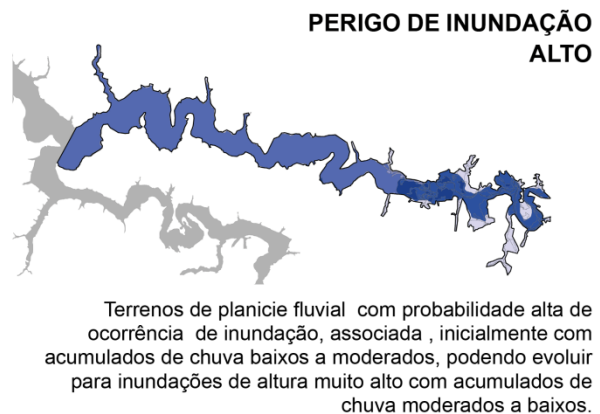 PERIGO DE INUNDAÇÃO
ALTO
Terrenos de planicie fluvial com probabilidade alta de
ocorrência de inundação, associada , inicialmente com
acumulados de chuva baixos a moderados, podendo evoluir
para inundações de altura muito alto com acumulados de
chuva moderados a baixos.